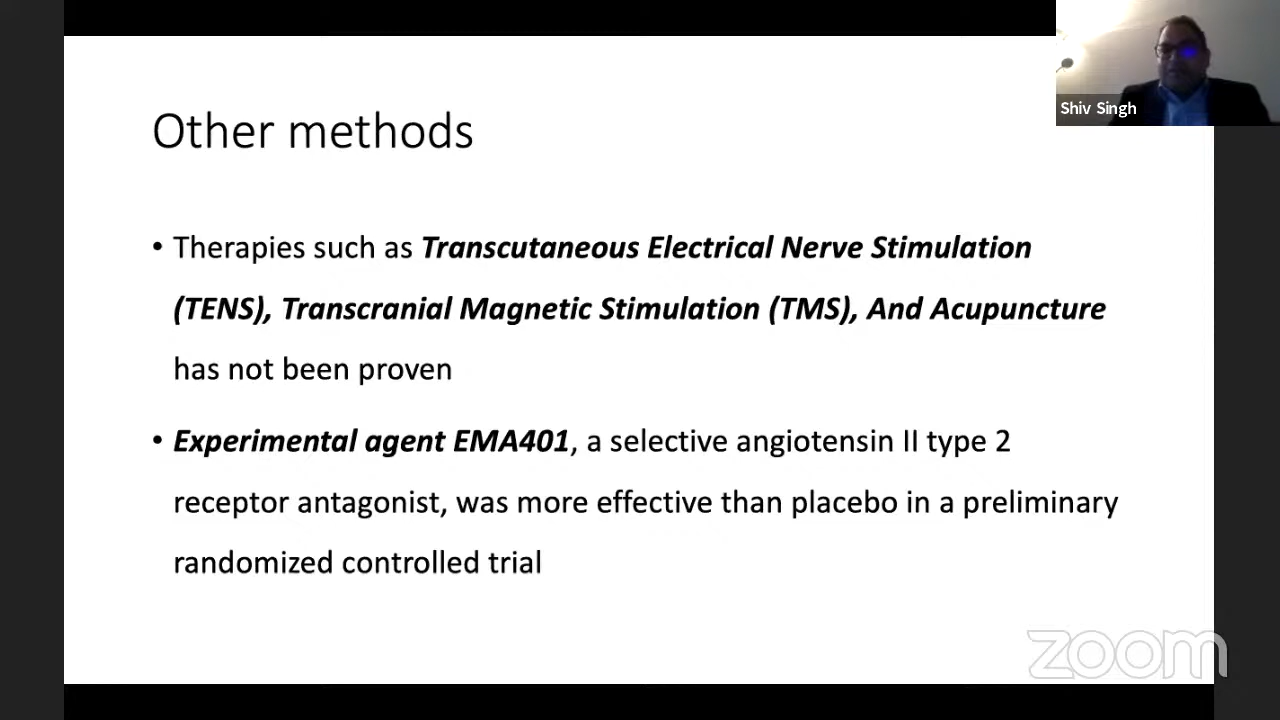 Shiv Singh
Other methods
• Therapies such as Transcutaneous Electrical Nerve Stimulation
(TENS), Transcranial Magnetic Stimulation (TMS), And Acupuncture
has not been proven
• Experimental agent EMA401, a selective angiotensin II type 2
receptor antagonist, was more effective than placebo in a preliminary
randomized controlled trial
zoom